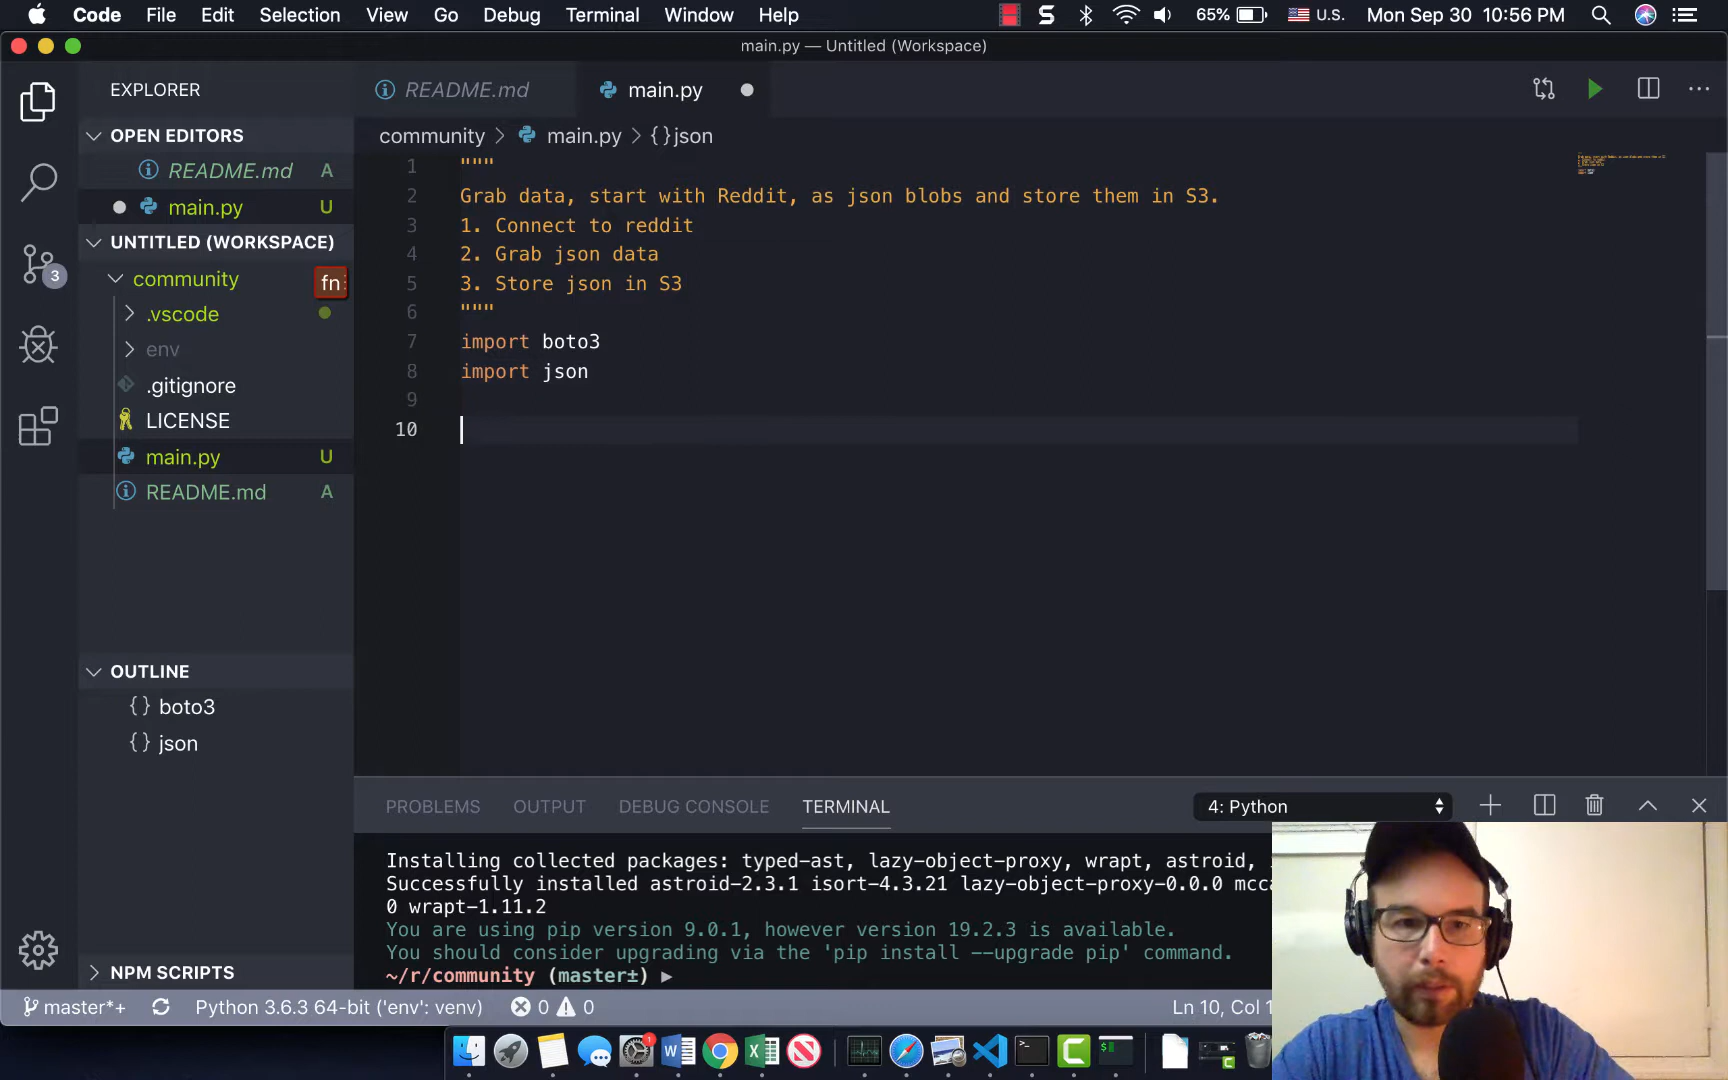 Code File Edit Selection View Go Debug Terminal Window Help 65% U.S. Mon Sep 30 10:56 PM
main.py — Untitled (Workspace)
EXPLORER
OPEN EDITORS
README.md A
main.py U
UNTITLED (WORKSPACE)
community fn
.vscode
env
.gitignore
LICENSE
main.py U
README.md A
3
OUTLINE
{} boto3
{} json
NPM SCRIPTS
README.md main.py
community > main.py > {} json
1 """
2 Grab data, start with Reddit, as json blobs and store them in S3.
3 1. Connect to reddit
4 2. Grab json data
5 3. Store json in S3
6 """
7 import boto3
8 import json
9
10
PROBLEMS OUTPUT DEBUG CONSOLE TERMINAL 4: Python
Installing collected packages: typed-ast, lazy-object-proxy, wrapt, astroid,
Successfully installed astroid-2.3.1 isort-4.3.21 lazy-object-proxy-0.0.0
0 wrapt-1.11.2
You are using pip version 9.0.1, however version 19.2.3 is available.
You should consider upgrading via the 'pip install --upgrade pip' command.
~/r/community (master±) ▶
master*+ Python 3.6.3 64-bit ('env': venv) 0 0 Ln 10, Col 1